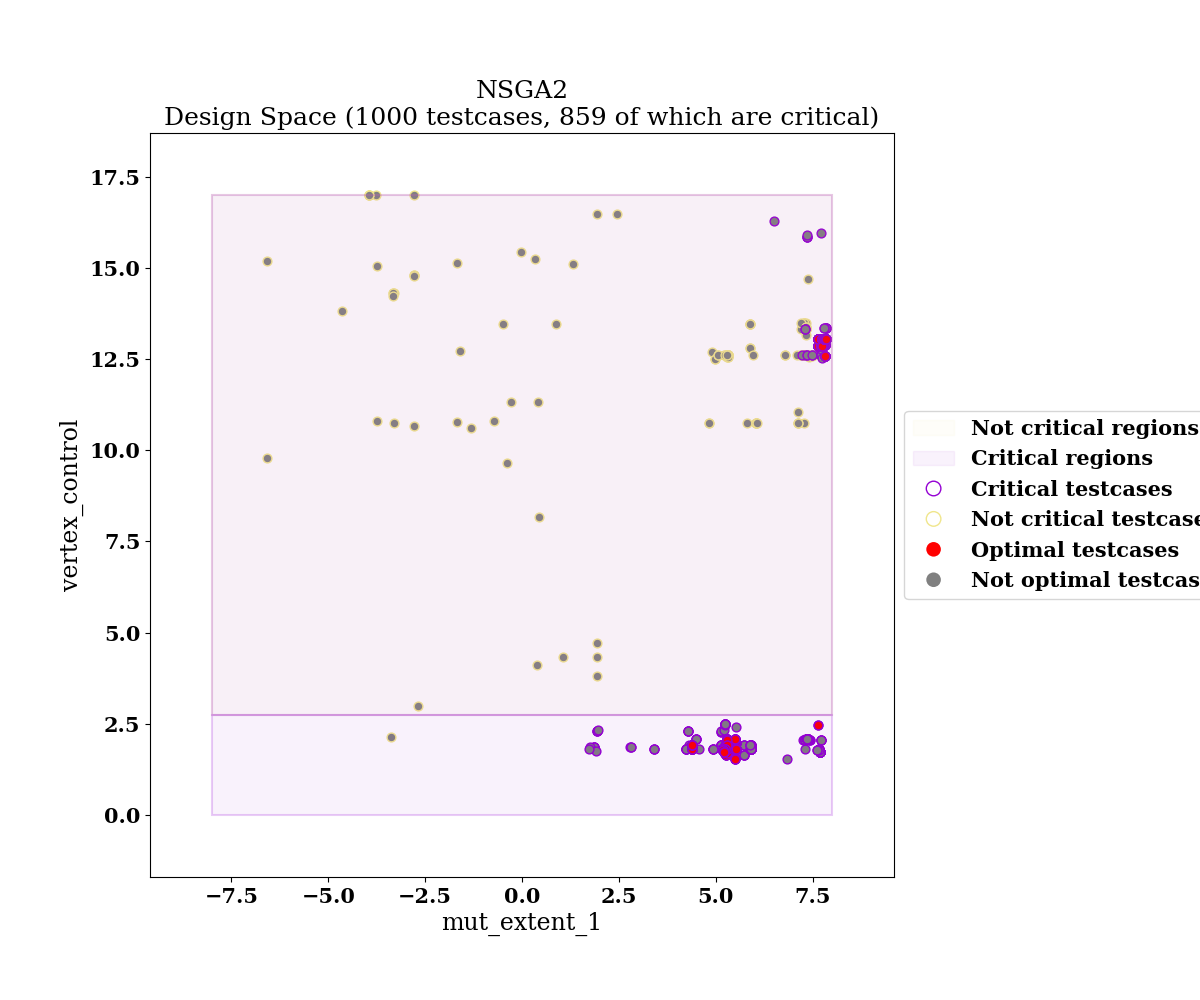 NSGA2
Design Space (1000 testcases, 859 of which are critical)
17.5
15.0
12.5
10.0
7.5
5.0
2.5
0.0
vertex_control
−7.5
−5.0
−2.5
0.0
2.5
5.0
7.5
mut_extent_1
Not critical regions
Critical regions
Critical testcases
Not critical testcase
Optimal testcases
Not optimal testcas